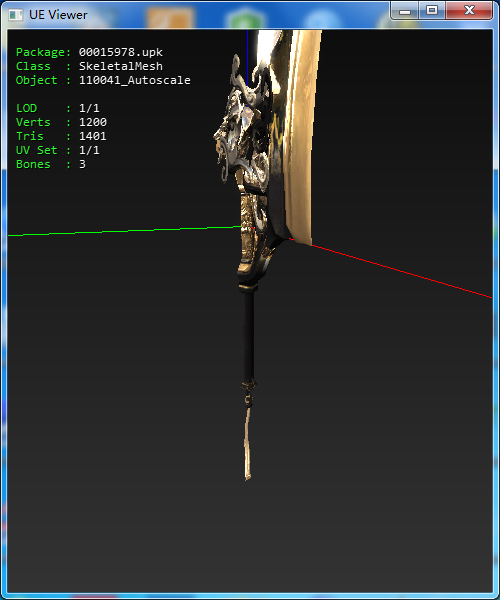 UE Viewer
Package: 00015978.upk
Class  : SkeletalMesh
Object : 110041_Autoscale
LOD    : 1/1
Verts  : 1200
Tris   : 1401
UV Set : 1/1
Bones  : 3